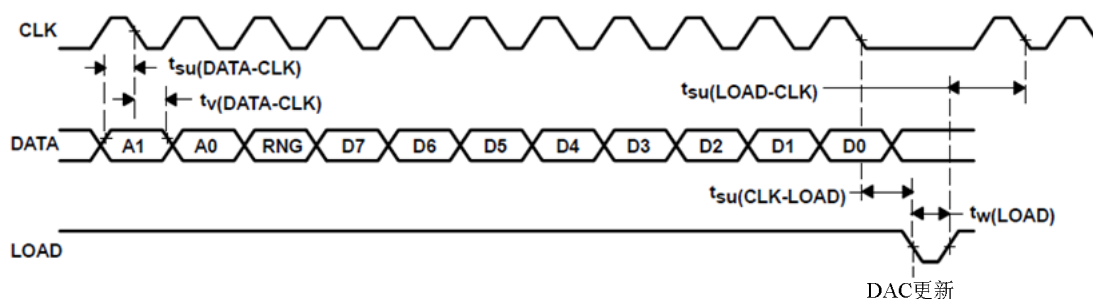 CLK
tsu(DATA-CLK)
tv(DATA-CLK)
tsu(LOAD-CLK)
DATA A1 A0 RNG D7 D6 D5 D4 D3 D2 D1 D0
tsu(CLK-LOAD)
tw(LOAD)
LOAD
DAC更新